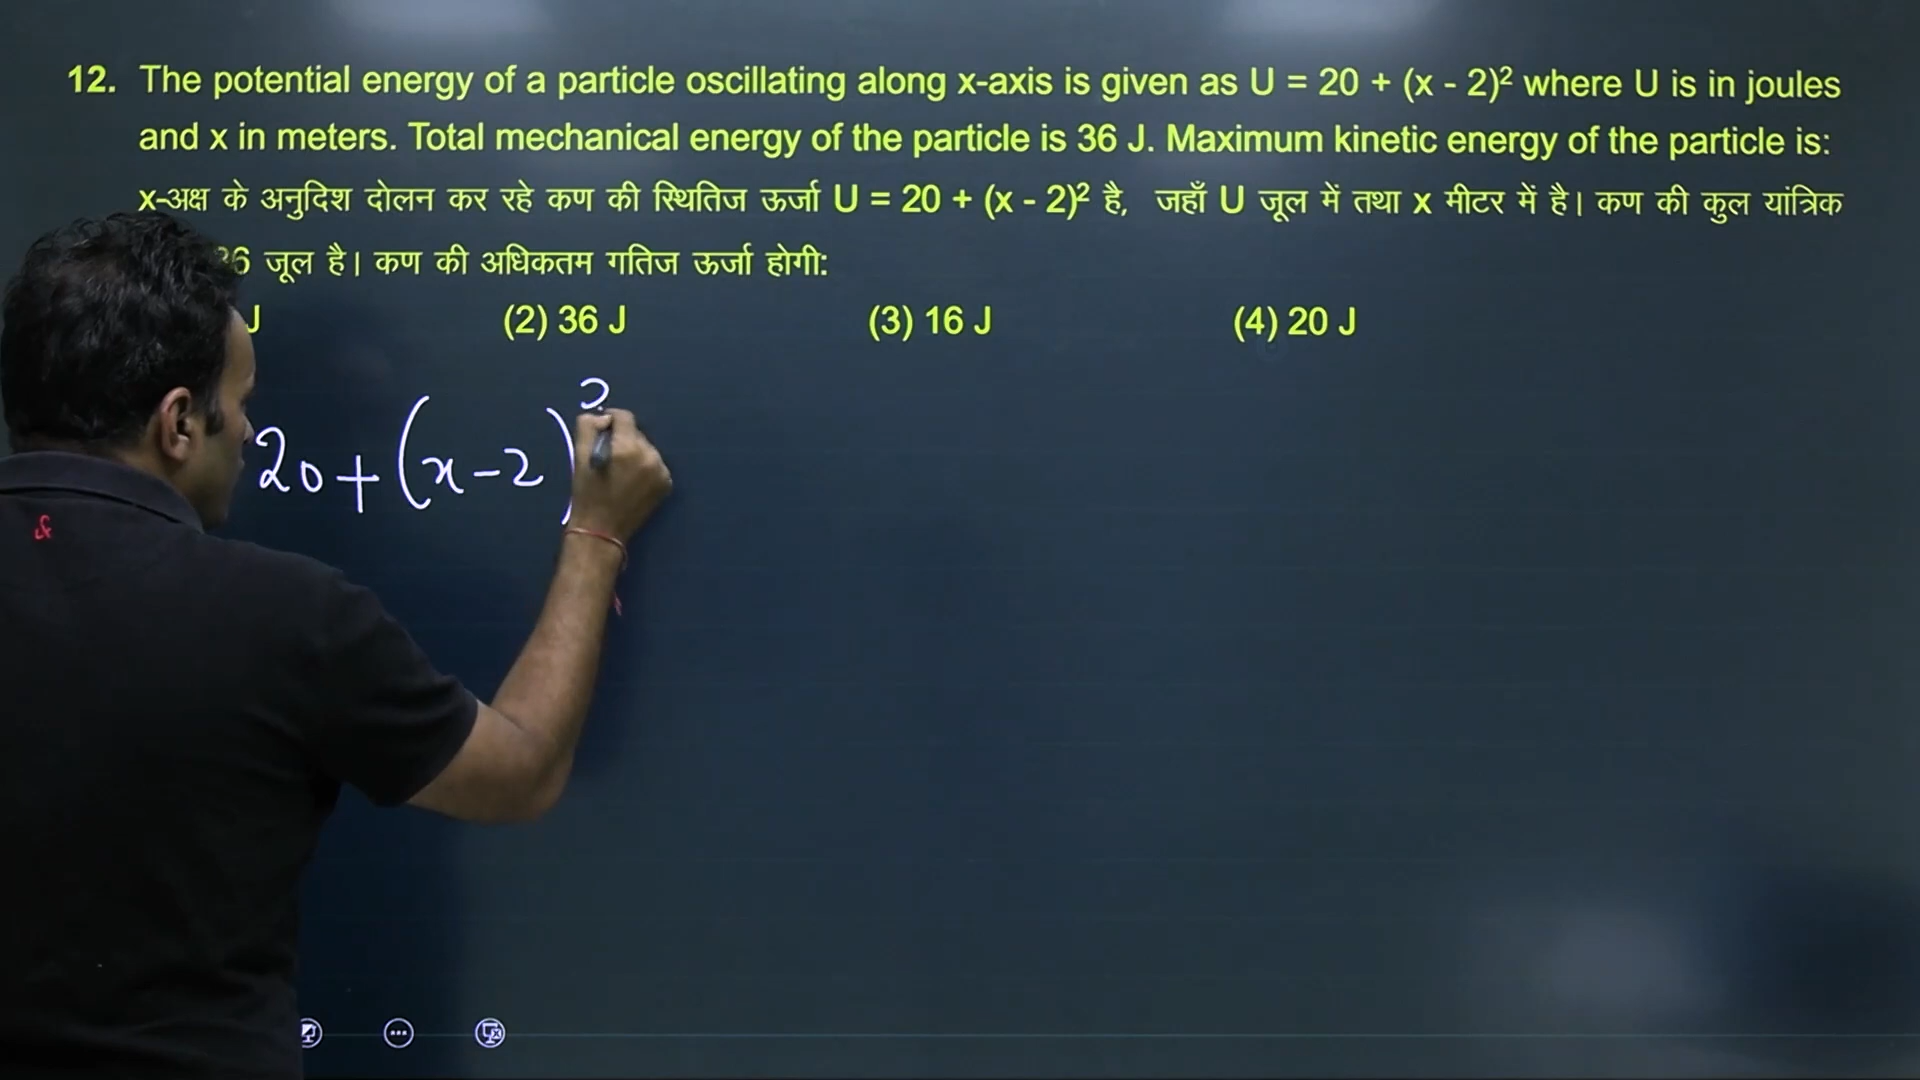 12. The potential energy of a particle oscillating along x-axis is given as U = 20 + (x - 2)² where U is in joules
and x in meters. Total mechanical energy of the particle is 36 J. Maximum kinetic energy of the particle is:
x-अक्ष के अनुदिश दोलन कर रहे कण की स्थितिज ऊर्जा U = 20 + (x - 2)² है, जहाँ U जूल में तथा x मीटर में है। कण की कुल यांत्रिक
36 जूल है। कण की अधिकतम गतिज ऊर्जा होगी:
J (2) 36 J (3) 16 J (4) 20 J
20+(x-2)